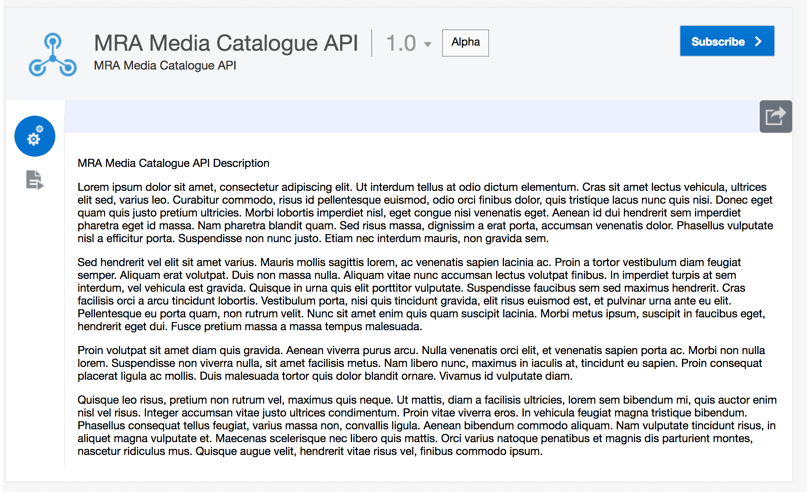 MRA Media Catalogue API 1.0 Alpha Subscribe
MRA Media Catalogue API
MRA Media Catalogue API Description
Lorem ipsum dolor sit amet, consectetur adipiscing elit. Ut interdum tellus at odio dictum elementum. Cras sit amet lectus vehicula, ultrices
elit sed, varius leo. Curabitur commodo, risus id pellentesque euismod, odio orci finibus dolor, quis tristique lacus nunc quis nisi. Donec eget
quam quis justo pretium ultricies. Morbi lobortis imperdiet nisl, eget congue nisi venenatis eget. Aenean id dui hendrerit sem imperdiet
pharetra eget id massa. Nam pharetra blandit quam. Sed risus massa, dignissim a erat porta, accumsan venenatis dolor. Phasellus vulputate
nisl a efficitur porta. Suspendisse non nunc justo. Etiam nec interdum mauris, non gravida sem.
Sed hendrerit vel elit sit amet varius. Mauris mollis sagittis lorem, ac venenatis sapien lacinia ac. Proin a tortor vestibulum diam feugiat
semper. Aliquam erat volutpat. Duis non massa nulla. Aliquam vitae nunc accumsan lectus volutpat finibus. In imperdiet turpis at sem
interdum, vel vehicula est gravida. Quisque in urna quis elit porttitor vulputate. Suspendisse faucibus sem sed maximus hendrerit. Cras
facilisis orci a arcu tincidunt lobortis. Vestibulum porta, nisi quis tincidunt gravida, elit risus euismod est, et pulvinar urna ante eu elit.
Pellentesque eu porta quam, non rutrum velit. Nunc sit amet enim quis quam suscipit lacinia. Morbi metus ipsum, suscipit in faucibus eget,
hendrerit eget dui. Fusce pretium massa a massa tempus malesuada.
Proin volutpat sit amet diam quis gravida. Aenean viverra purus arcu. Nulla venenatis orci elit, et venenatis sapien porta ac. Morbi non nulla
lorem. Suspendisse non viverra nulla, sit amet facilisis metus. Nam libero nunc, maximus in iaculis at, tincidunt eu sapien. Proin consequat
placerat ligula ac mollis. Duis malesuada tortor quis dolor blandit ornare. Vivamus id vulputate diam.
Quisque leo risus, pretium non rutrum vel, maximus quis neque. Ut mattis, diam a facilisis ultricies, lorem sem bibendum mi, quis auctor enim
nisl vel risus. Integer accumsan vitae justo ultrices condimentum. Proin vitae viverra eros. In vehicula feugiat magna tristique bibendum.
Phasellus consequat tellus feugiat, varius massa non, convallis ligula. Aenean bibendum commodo aliquam. Nam vulputate tincidunt risus, in
aliquet magna vulputate et. Maecenas scelerisque nec libero quis mattis. Orci varius natoque penatibus et magnis dis parturient montes,
nascetur ridiculus mus. Quisque augue velit, hendrerit vitae risus vel, finibus commodo ipsum.